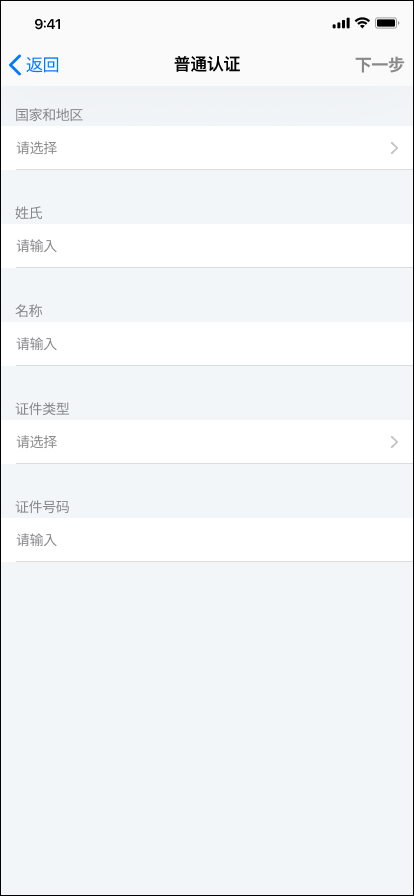 9:41
返回 普通认证 下一步
国家和地区
请选择
姓氏
请输入
名称
请输入
证件类型
请选择
证件号码
请输入